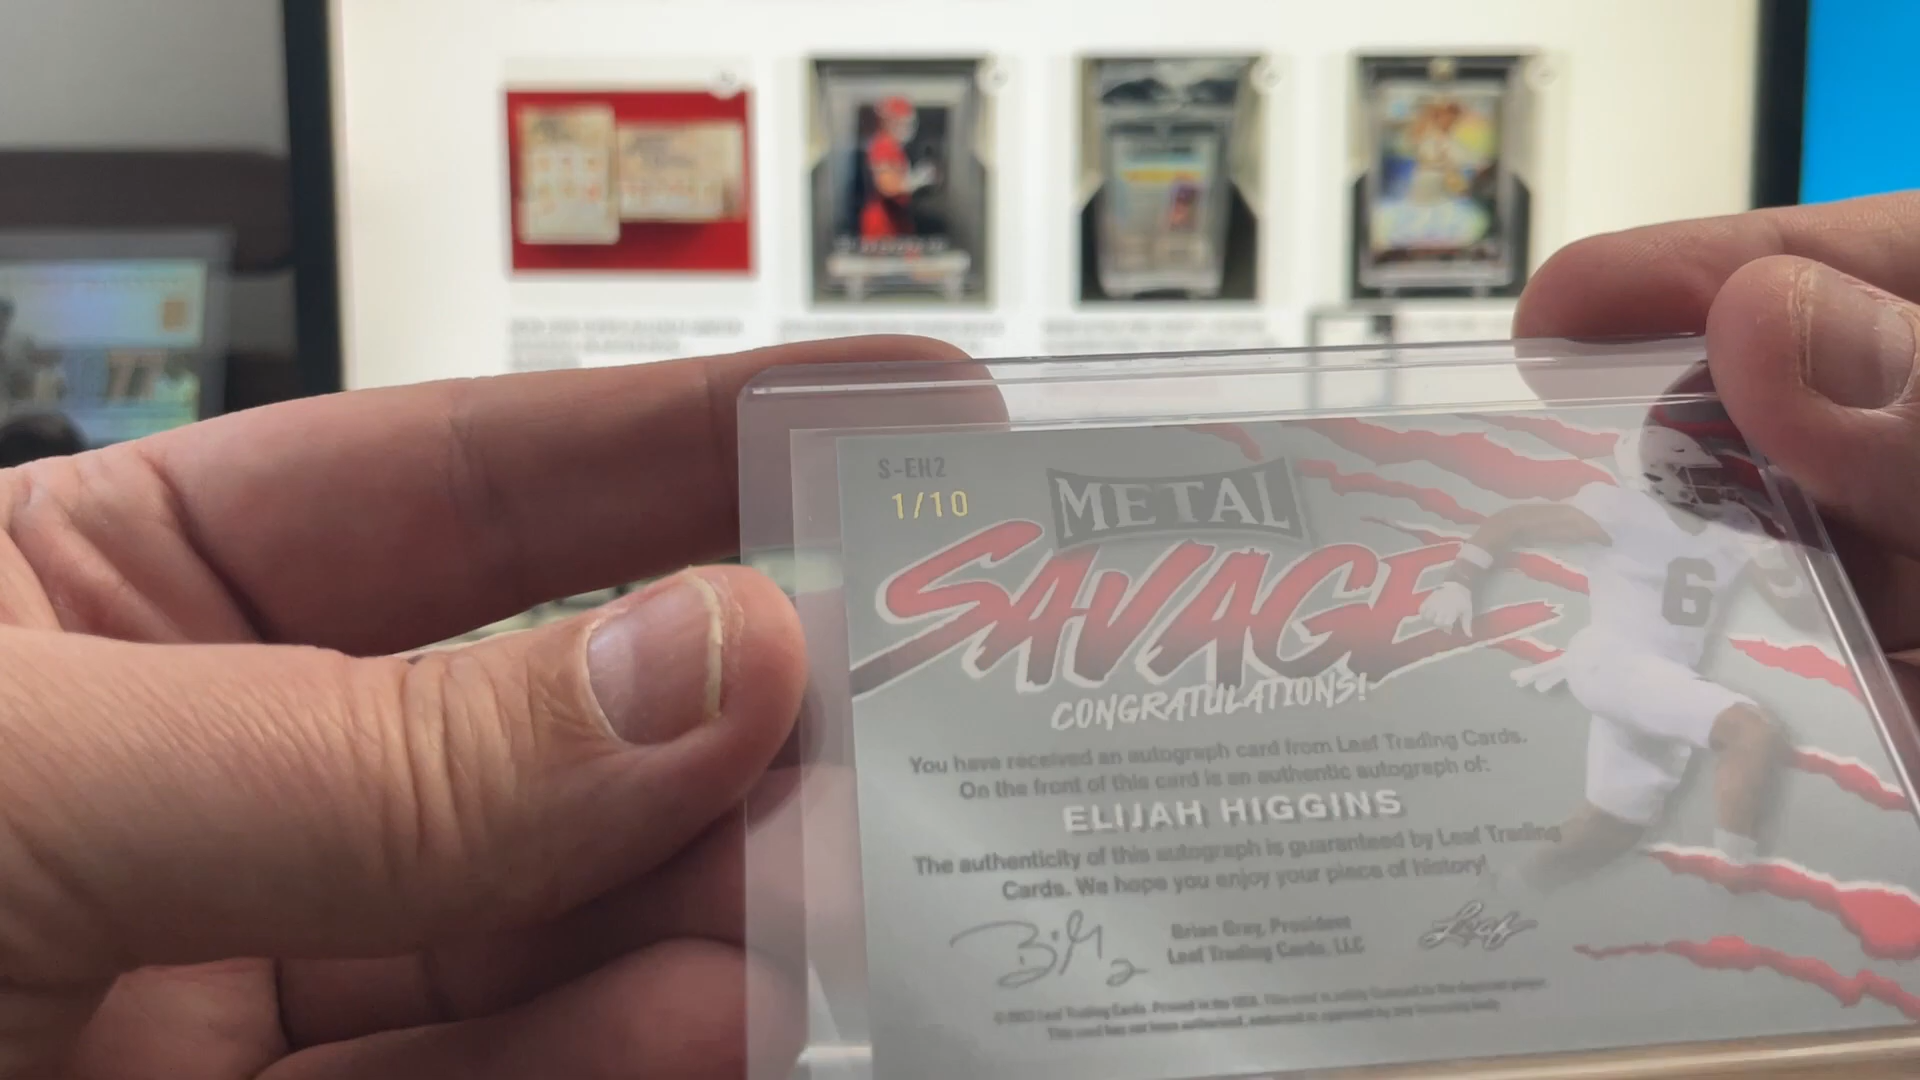 S-EH2
1/10
METAL
SAVAGE
CONGRATULATIONS!
You have received an autograph card from Leaf Trading Cards.
On the front of this card is an authentic autograph of:
ELIJAH HIGGINS
The authenticity of this autograph is guaranteed by Leaf Trading
Cards. We hope you enjoy your piece of history!
Brian Gray, President
Leaf Trading Cards, LLC
Leaf
6